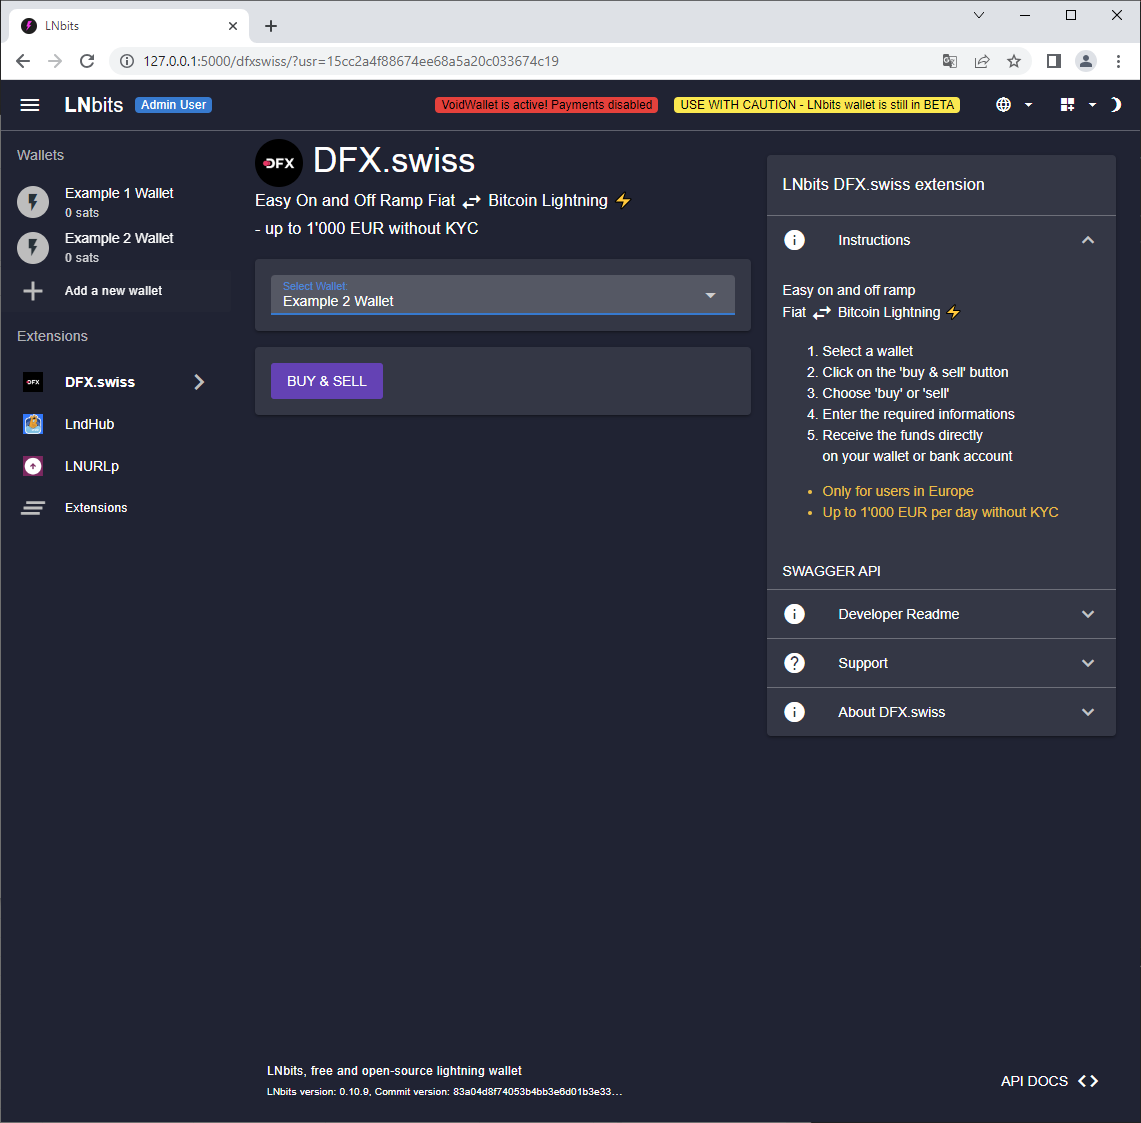 LNbits
127.0.0.1:5000/dfxswiss/?usr=15cc2a4f88674ee68a5a20c033674c19
LNbits Admin User VoidWallet is active! Payments disabled USE WITH CAUTION - LNbits wallet is still in BETA
Wallets
Example 1 Wallet
0 sats
Example 2 Wallet
0 sats
Add a new wallet
Extensions
DFX DFX.swiss
LndHub
LNURLp
Extensions
DFX DFX.swiss
Easy On and Off Ramp Fiat ⇄ Bitcoin Lightning ⚡
- up to 1'000 EUR without KYC
Select Wallet
Example 2 Wallet
BUY & SELL
LNbits DFX.swiss extension
Instructions
Easy on and off ramp
Fiat ⇄ Bitcoin Lightning ⚡
1. Select a wallet
2. Click on the 'buy & sell' button
3. Choose 'buy' or 'sell'
4. Enter the required informations
5. Receive the funds directly
on your wallet or bank account
• Only for users in Europe
• Up to 1'000 EUR per day without KYC
SWAGGER API
Developer Readme
Support
About DFX.swiss
LNbits, free and open-source lightning wallet
LNbits version: 0.10.9, Commit version: 83a04d8f74053b4bb3e6d01b3e33...
API DOCS <>